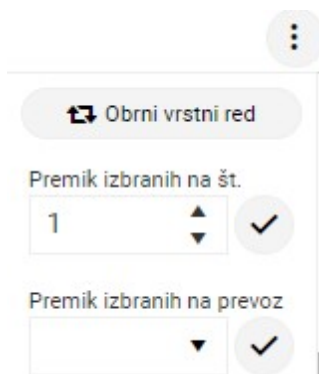 Obrni vrstni red
Premik izbranih na št.
1
Premik izbranih na prevoz